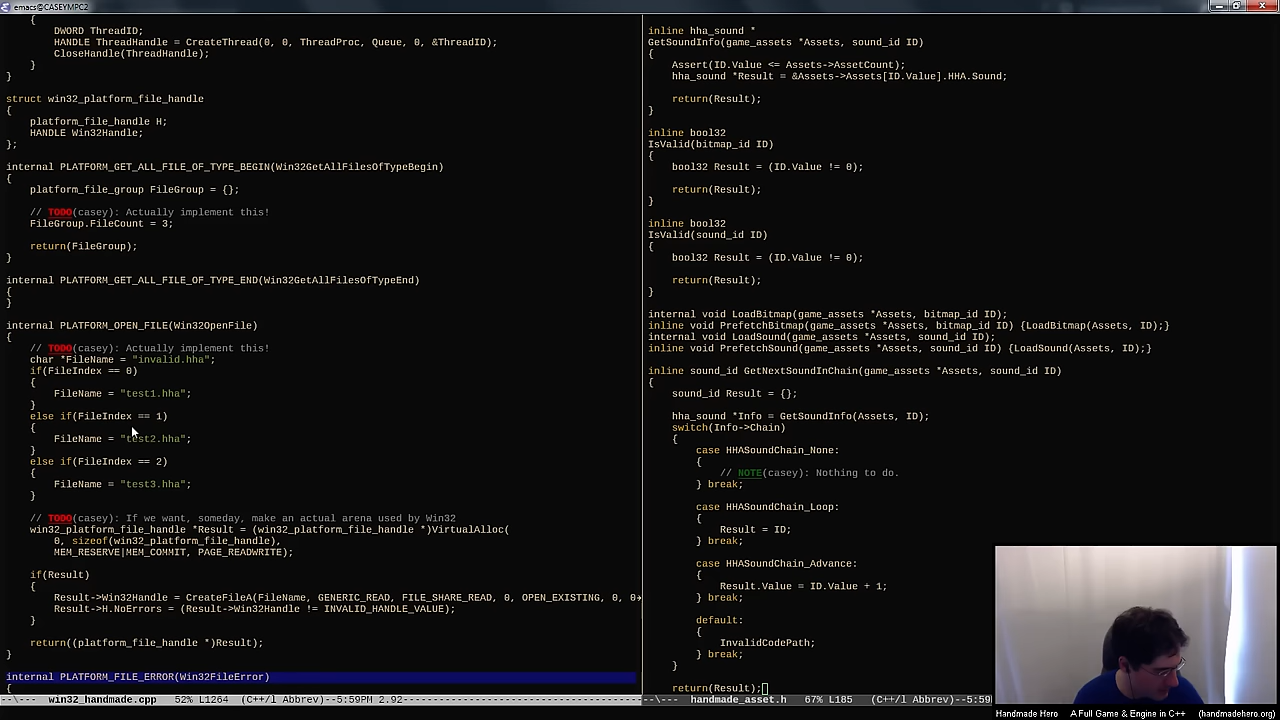 emacs@CASEYMPC2
{
DWORD ThreadID;
HANDLE ThreadHandle = CreateThread(0, 0, ThreadProc, Queue, 0, &ThreadID);
CloseHandle(ThreadHandle);
}
}
struct win32_platform_file_handle
{
platform_file_handle H;
HANDLE Win32Handle;
};
internal PLATFORM_GET_ALL_FILE_OF_TYPE_BEGIN(Win32GetAllFilesOfTypeBegin)
{
platform_file_group FileGroup = {};
// TODO(casey): Actually implement this!
FileGroup.FileCount = 3;
return(FileGroup);
}
internal PLATFORM_GET_ALL_FILE_OF_TYPE_END(Win32GetAllFilesOfTypeEnd)
{
}
internal PLATFORM_OPEN_FILE(Win32OpenFile)
{
// TODO(casey): Actually implement this!
char *FileName = "invalid.hha";
if(FileIndex == 0)
{
FileName = "test1.hha";
}
else if(FileIndex == 1)
{
FileName = "test2.hha";
}
else if(FileIndex == 2)
{
FileName = "test3.hha";
}
// TODO(casey): If we want, someday, make an actual arena used by Win32
win32_platform_file_handle *Result = (win32_platform_file_handle *)VirtualAlloc(
0, sizeof(win32_platform_file_handle),
MEM_RESERVE|MEM_COMMIT, PAGE_READWRITE);
if(Result)
{
Result->Win32Handle = CreateFileA(FileName, GENERIC_READ, FILE_SHARE_READ, 0, OPEN_EXISTING, 0, 0
Result->H.NoErrors = (Result->Win32Handle != INVALID_HANDLE_VALUE);
}
return((platform_file_handle *)Result);
}
internal PLATFORM_FILE_ERROR(Win32FileError)
{
-\--- win32_handmade.cpp 52% L1264 (C++/l Abbrev)--5:59PM 2.92
inline hha_sound *
GetSoundInfo(game_assets *Assets, sound_id ID)
{
Assert(ID.Value <= Assets->AssetCount);
hha_sound *Result = &Assets->Assets[ID.Value].HHA.Sound;
return(Result);
}
inline bool32
IsValid(bitmap_id ID)
{
bool32 Result = (ID.Value != 0);
return(Result);
}
inline bool32
IsValid(sound_id ID)
{
bool32 Result = (ID.Value != 0);
return(Result);
}
internal void LoadBitmap(game_assets *Assets, bitmap_id ID);
inline void PrefetchBitmap(game_assets *Assets, bitmap_id ID) {LoadBitmap(Assets, ID);}
internal void LoadSound(game_assets *Assets, sound_id ID);
inline void PrefetchSound(game_assets *Assets, sound_id ID) {LoadSound(Assets, ID);}
inline sound_id GetNextSoundInChain(game_assets *Assets, sound_id ID)
{
sound_id Result = {};
hha_sound *Info = GetSoundInfo(Assets, ID);
switch(Info->Chain)
{
case HHASoundChain_None:
{
// NOTE(casey): Nothing to do.
} break;
case HHASoundChain_Loop:
{
Result = ID;
} break;
case HHASoundChain_Advance:
{
Result.Value = ID.Value + 1;
} break;
default:
{
InvalidCodePath;
} break;
}
return(Result);
--\--- handmade_asset.h 67% L185 (C++/l Abbrev)--5:59
Handmade Hero A Full Game & Engine in C++ (handmadehero.org)